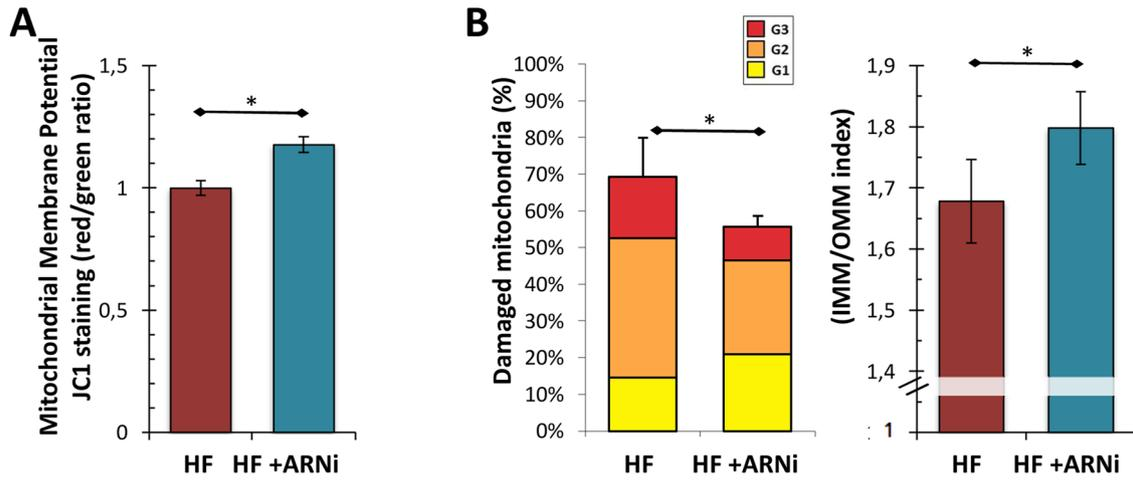 A
Mitochondrial Membrane Potential
JC1 staining (red/green ratio)
1,5
1
0,5
0
*
HF
HF +ARNi
B
G3
G2
G1
Damaged mitochondria (%)
100%
90%
80%
70%
60%
50%
40%
30%
20%
10%
0%
*
HF
HF +ARNi
(IMM/OMM index)
1,9
1,8
1,7
1,6
1,5
1,4
: 1
*
HF
HF +ARNi